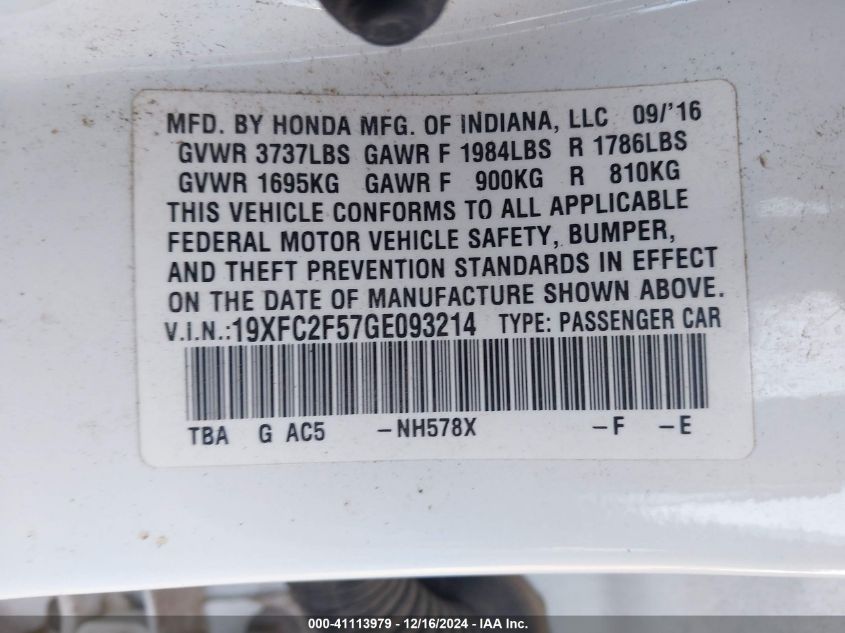 MFD. BY HONDA MFG. OF INDIANA, LLC 09/'16
GVWR 3737LBS GAWR F 1984LBS R 1786LBS
GVWR 1695KG GAWR F 900KG R 810KG
THIS VEHICLE CONFORMS TO ALL APPLICABLE
FEDERAL MOTOR VEHICLE SAFETY, BUMPER,
AND THEFT PREVENTION STANDARDS IN EFFECT
ON THE DATE OF MANUFACTURE SHOWN ABOVE.
V.I.N.:19XFC2F57GE093214 TYPE: PASSENGER CAR
TBA G AC5 -NH578X -F -E
000-41113979 - 12/16/2024 - IAA Inc.